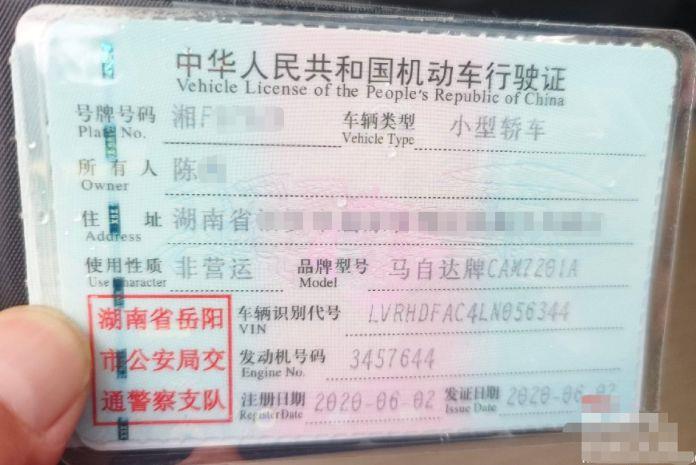 中华人民共和国机动车行驶证
Vehicle License of the People's Republic of China
号牌号码 湘F 车辆类型 小型轿车
Plate No. Vehicle Type
所有人 陈
Owner
住址 湖南省
Address
使用性质 非营运 品牌型号 马自达牌CAM7201A
Use Character Model
湖南省岳阳
市公安局交
通警察支队
车辆识别代号 LVRHDFAC4LN056344
VIN
发动机号码 3457644
Engine No.
注册日期 2020-06-02 发证日期 2020-06-02
Register Date Issue Date